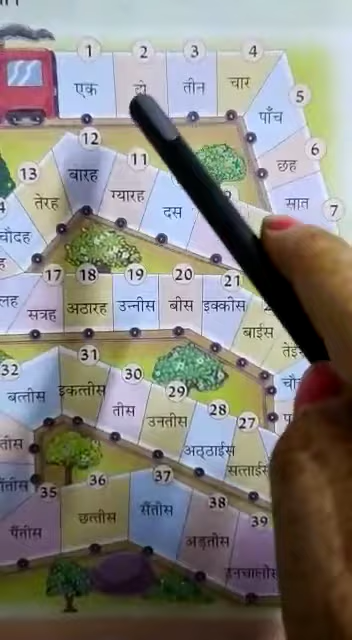 1 2 3 4
एक दो तीन चार
5
पाँच
6
छह
7
सात
13 12 11
तेरह बारह ग्यारह दस
चौदह
17 18 19 20 21
सत्रह अठारह उन्नीस बीस इक्कीस
बाईस
32 31 30 29 28 27
बत्तीस इकत्तीस तीस उनतीस अठ्ठाईस सत्ताईस
35 36 37 38 39
पैंतीस छत्तीस सैंतीस अड़तीस